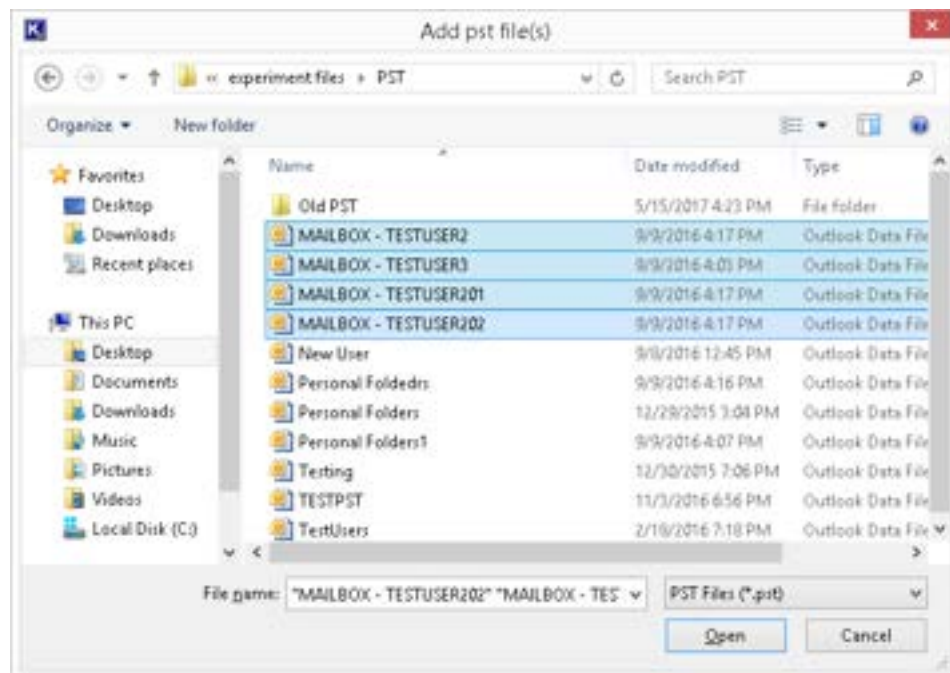 K
Add pst file(s)
« experiment files PST
Search PST
Organize
New folder
Name Date modified Type
Favorites
Desktop
Downloads
Recent places
This PC
Desktop
Documents
Downloads
Music
Pictures
Videos
Local Disk (C:)
Old PST 5/15/2017 4:23 PM File folder
MAILBOX - TESTUSER2 9/9/2016 4:17 PM Outlook Data File
MAILBOX - TESTUSER3 9/9/2016 4:03 PM Outlook Data File
MAILBOX - TESTUSER201 9/9/2016 4:17 PM Outlook Data File
MAILBOX - TESTUSER202 9/9/2016 4:17 PM Outlook Data File
New User 9/8/2016 12:45 PM Outlook Data File
Personal Foldedrs 9/9/2016 4:16 PM Outlook Data File
Personal Folders 12/29/2015 3:04 PM Outlook Data File
Personal Folders1 9/9/2016 4:07 PM Outlook Data File
Testing 12/30/2015 7:06 PM Outlook Data File
TESTPST 11/3/2016 6:56 PM Outlook Data File
TestUsers 2/18/2016 7:18 PM Outlook Data File
File name: "MAILBOX - TESTUSER202" "MAILBOX - TES
PST Files (*.pst)
Open
Cancel